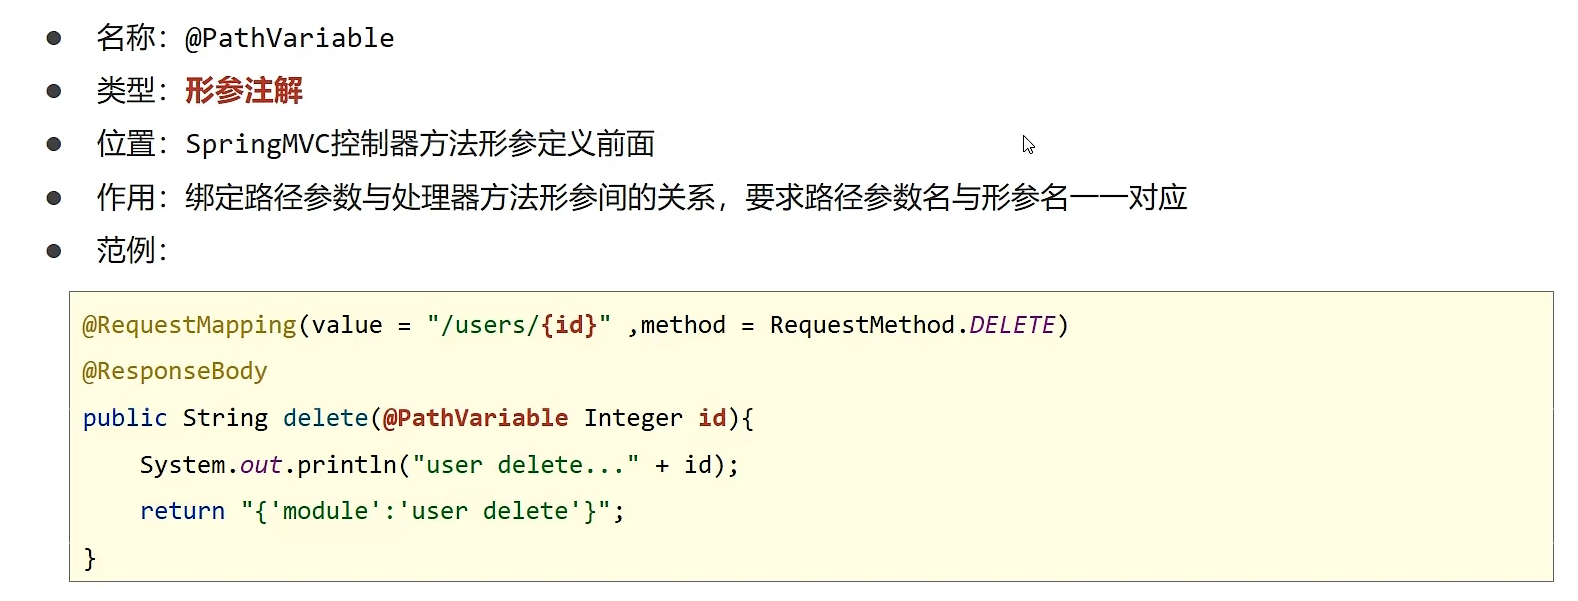 ● 名称：@PathVariable
● 类型：形参注解
● 位置：SpringMVC控制器方法形参定义前面
● 作用：绑定路径参数与处理器方法形参间的关系，要求路径参数名与形参名一一对应
● 范例：
@RequestMapping(value = "/users/{id}" ,method = RequestMethod.DELETE)
@ResponseBody
public String delete(@PathVariable Integer id){
    System.out.println("user delete..." + id);
    return "{'module':'user delete'}";
}